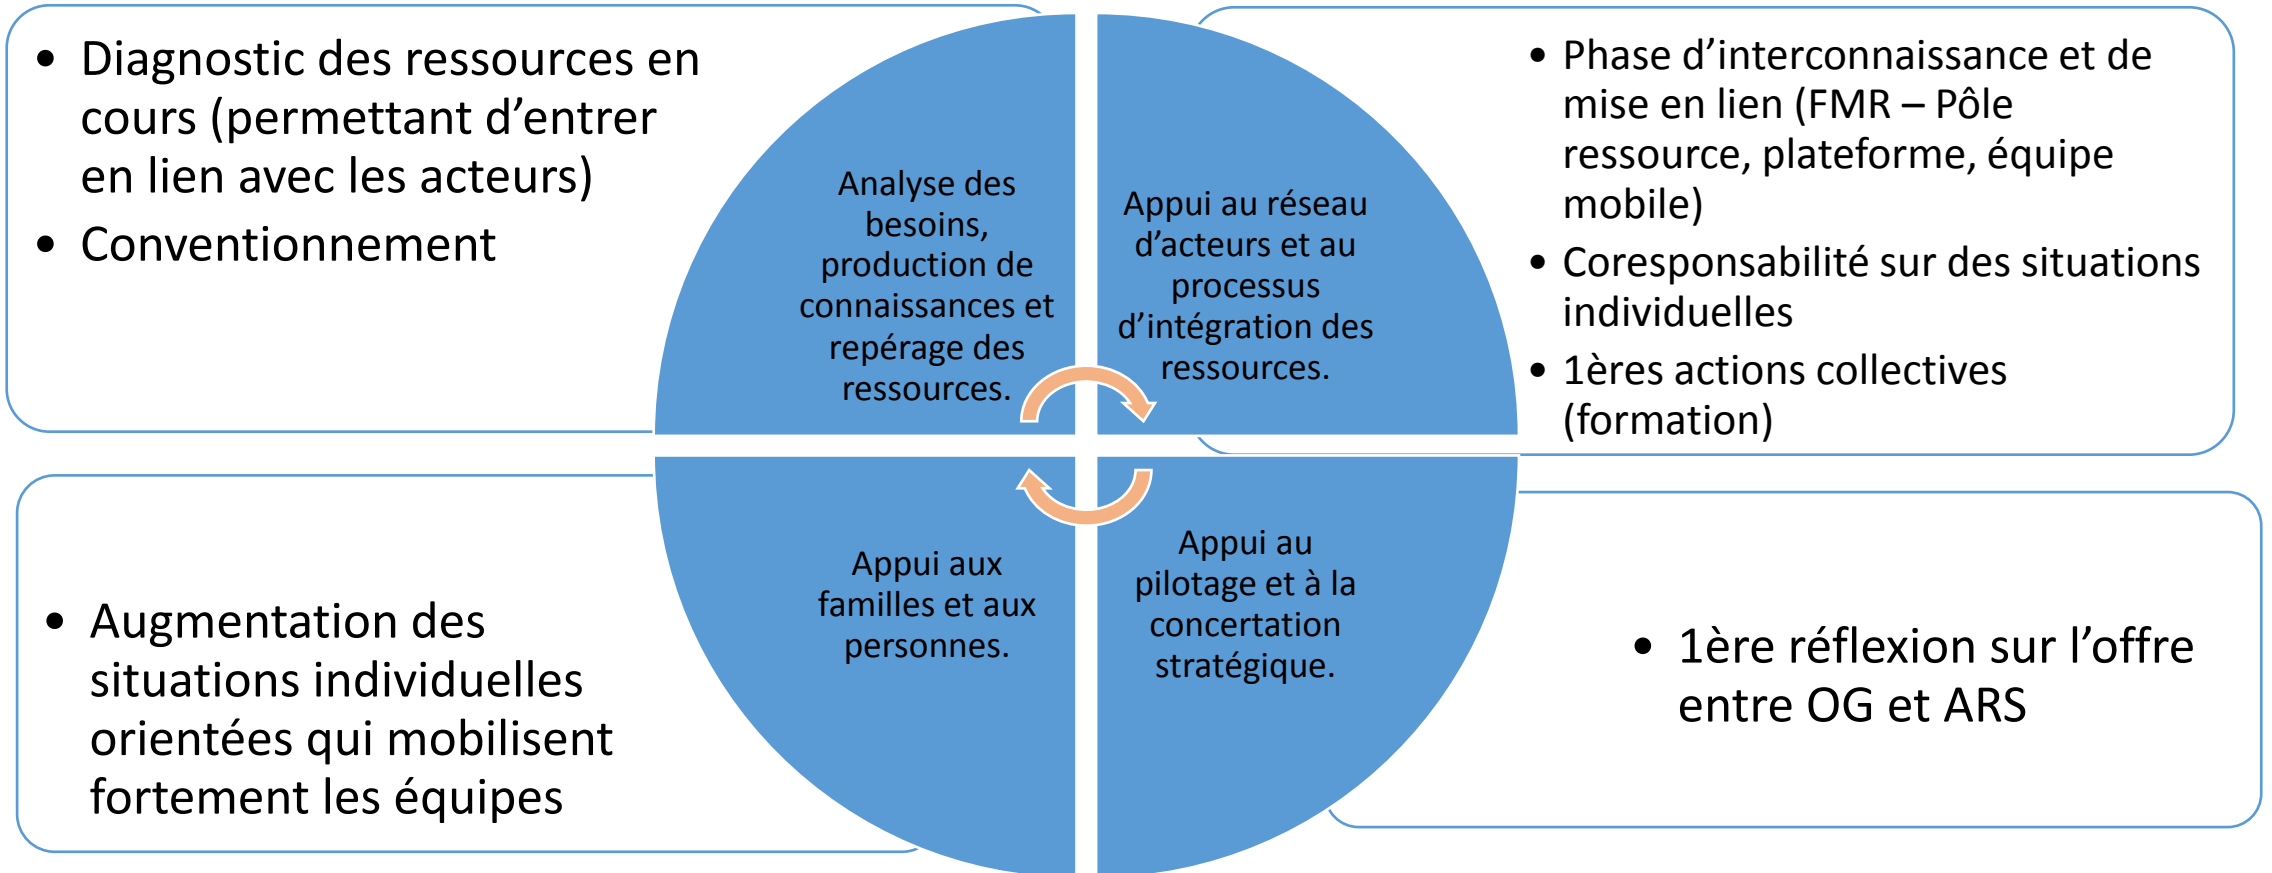 • Diagnostic des ressources en
cours (permettant d’entrer
en lien avec les acteurs)
• Conventionnement
Analyse des
besoins,
production de
connaissances et
repérage des
ressources.
Appui au réseau
d’acteurs et au
processus
d’intégration des
ressources.
• Phase d’interconnaissance et de
mise en lien (FMR – Pôle
ressource, plateforme, équipe
mobile)
• Coresponsabilité sur des situations
individuelles
• 1ères actions collectives
(formation)
• Augmentation des
situations individuelles
orientées qui mobilisent
fortement les équipes
Appui aux
familles et aux
personnes.
Appui au
pilotage et à la
concertation
stratégique.
• 1ère réflexion sur l’offre
entre OG et ARS